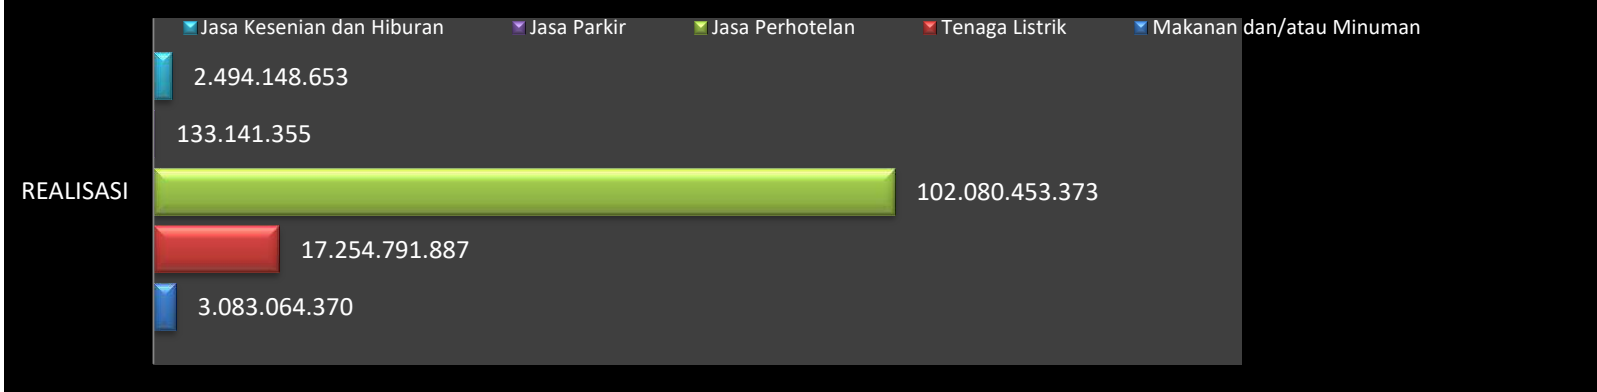 Jasa Kesenian dan Hiburan Jasa Parkir Jasa Perhotelan Tenaga Listrik Makanan dan/atau Minuman
2.494.148.653
133.141.355
REALISASI 102.080.453.373
17.254.791.887
3.083.064.370